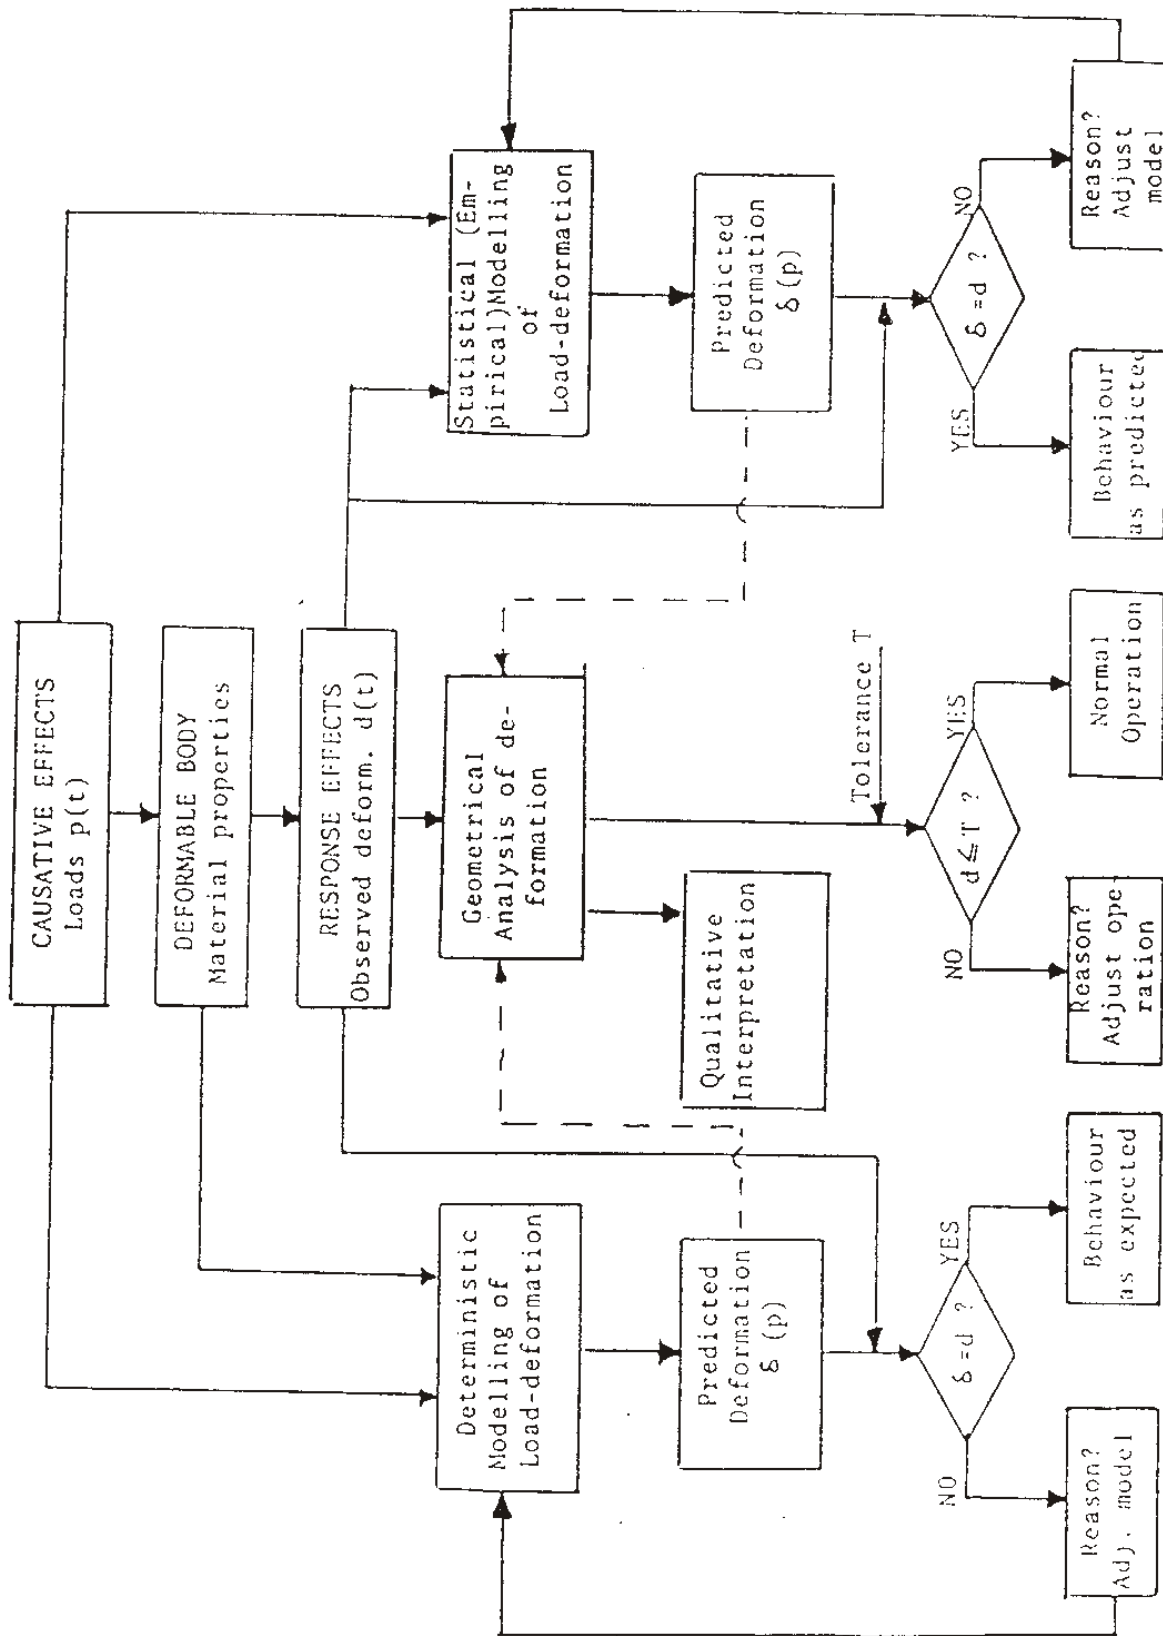 CAUSATIVE EFFECTS
Loads p(t)
DEFORMABLE BODY
Material properties
RESPONSE EFFECTS
Observed deform. d(t)
Deterministic
Modelling of
Load-deformation
Geometrical
Analysis of de-
formation
Statistical (Em-
pirical)Modelling
of
Load-deformation
Predicted
Deformation
δ (p)
Qualitative
Interpretation
Predicted
Deformation
δ(p)
Tolerance T
δ=d ?
NO
YES
d≤T ?
NO
YES
δ=d ?
YES
NO
Reason?
Adj. model
Behaviour
as expected
Reason?
Adjust ope
ration
Normal
Operation
Behaviour
as predicted
Reason?
Adjust
model